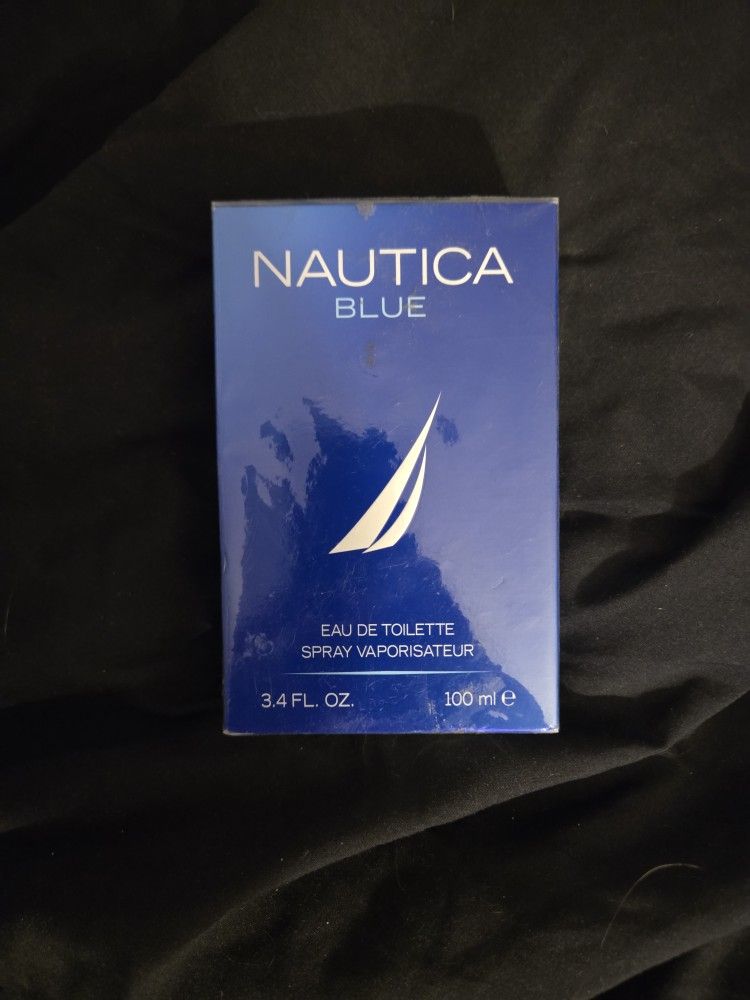 NAUTICA
BLUE
EAU DE TOILETTE
SPRAY VAPORISATEUR
3.4 FL. OZ. 100 ml ℮